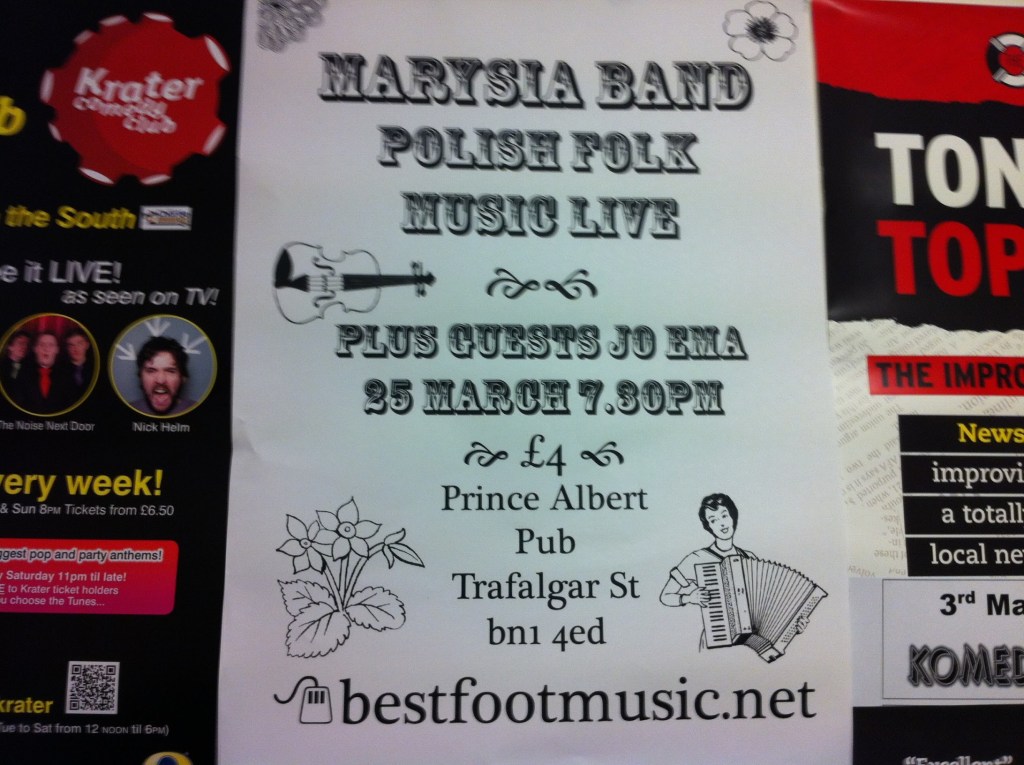 Krater
comedy
club
the South
it LIVE!
as seen on TV!
The Noise Next Door
Nick Helm
very week!
& Sun 8PM Tickets from £6.50
ggest pop and party anthems!
Saturday 11pm til late!
to Krater ticket holders
you choose the Tunes...
krater
Tue to Sat from 12 NOON til 6PM)
MARYSIA BAND
POLISH FOLK
MUSIC LIVE
PLUS GUESTS JO EMA
25 MARCH 7.30PM
£4
Prince Albert
Pub
Trafalgar St
bn1 4ed
bestfootmusic.net
TON
TOP
THE IMPRO
News
improvi
a totall
local ne
3rd Ma
KOMED
"Excellent"